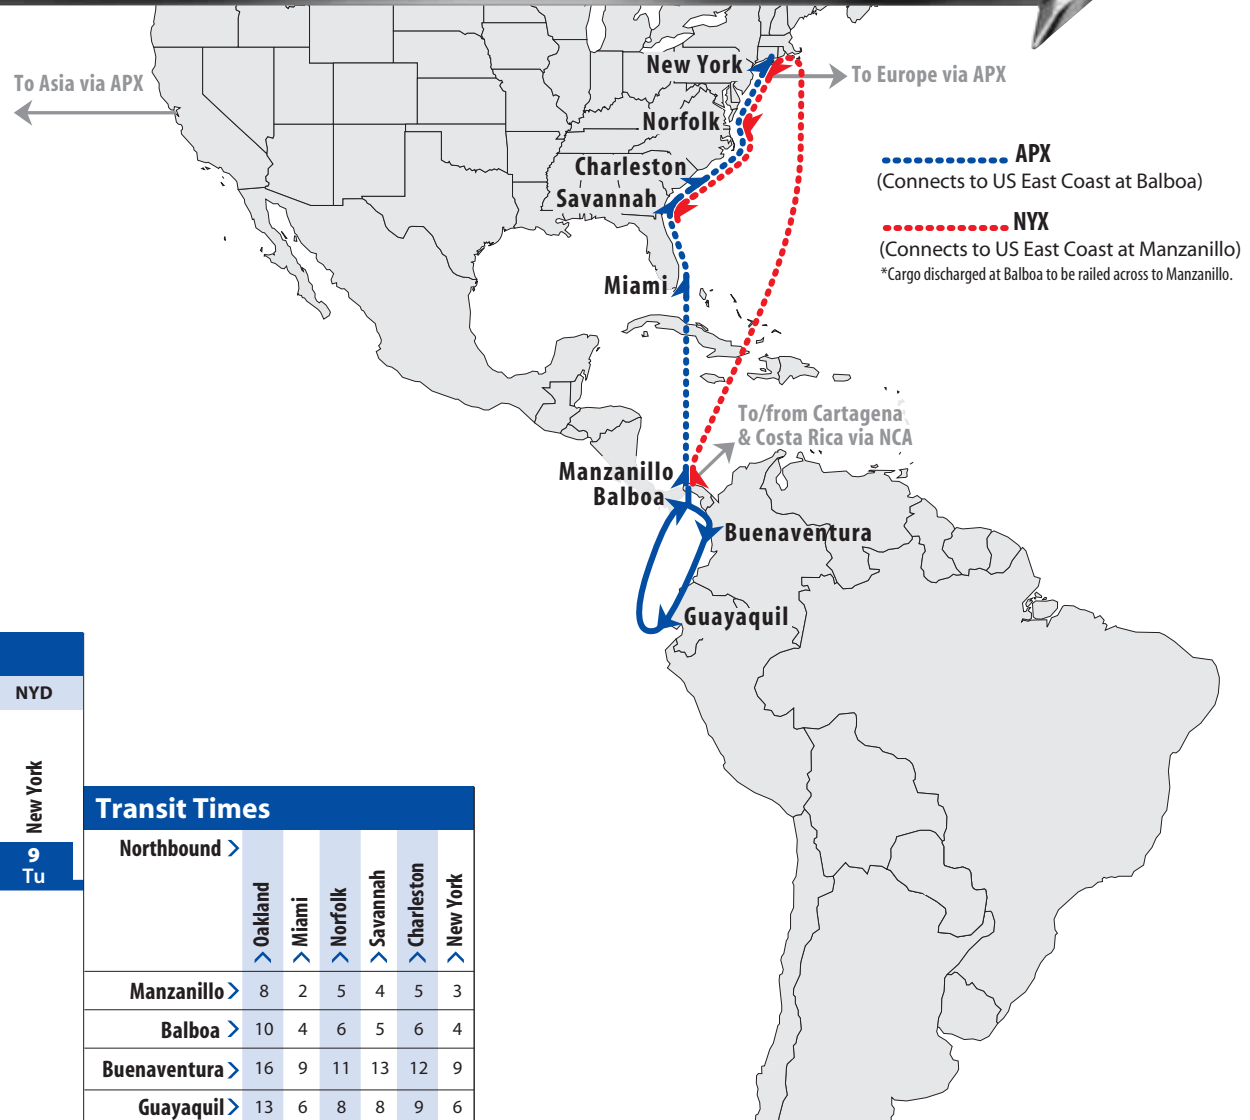 To Asia via APX
New York
To Europe via APX
Norfolk
Charleston
Savannah
Miami
APX
(Connects to US East Coast at Balboa)
NYX
(Connects to US East Coast at Manzanillo)
*Cargo discharged at Balboa to be railed across to Manzanillo.
To/from Cartagena
& Costa Rica via NCA
Manzanillo
Balboa
Buenaventura
Guayaquil
NYD
New York
9
Tu
Transit Times
Northbound > Oakland Miami Norfolk Savannah Charleston New York
Manzanillo > 8 2 5 4 5 3
Balboa > 10 4 6 5 6 4
Buenaventura > 16 9 11 13 12 9
Guayaquil > 13 6 8 8 9 6